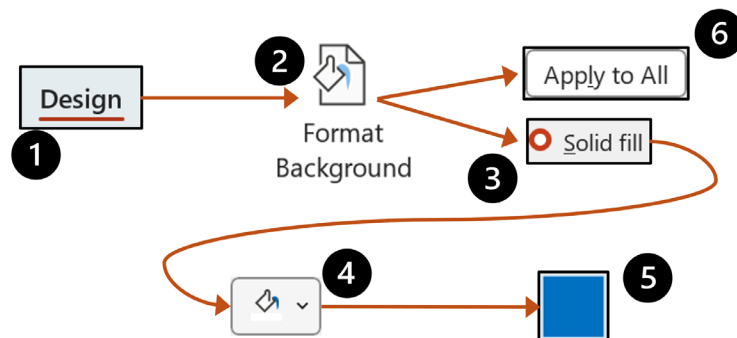 6
2
Apply to All
Design
Format
Background
1
Solid fill
3
4
5